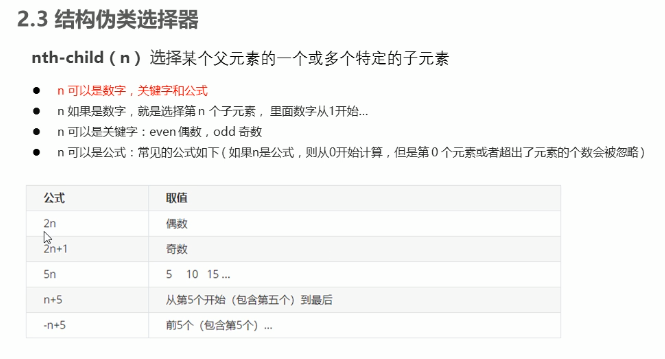 2.3 结构伪类选择器
nth-child（n） 选择某个父元素的一个或多个特定的子元素
● n 可以是数字，关键字和公式
● n 如果是数字，就是选择第 n 个子元素， 里面数字从1开始...
● n 可以是关键字：even 偶数，odd 奇数
● n 可以是公式：常见的公式如下 ( 如果n是公式，则从0开始计算，但是第 0 个元素或者超出了元素的个数会被忽略 )
公式 取值
2n 偶数
2n+1 奇数
5n 5 10 15 ...
n+5 从第5个开始（包含第五个）到最后
-n+5 前5个（包含第5个）...